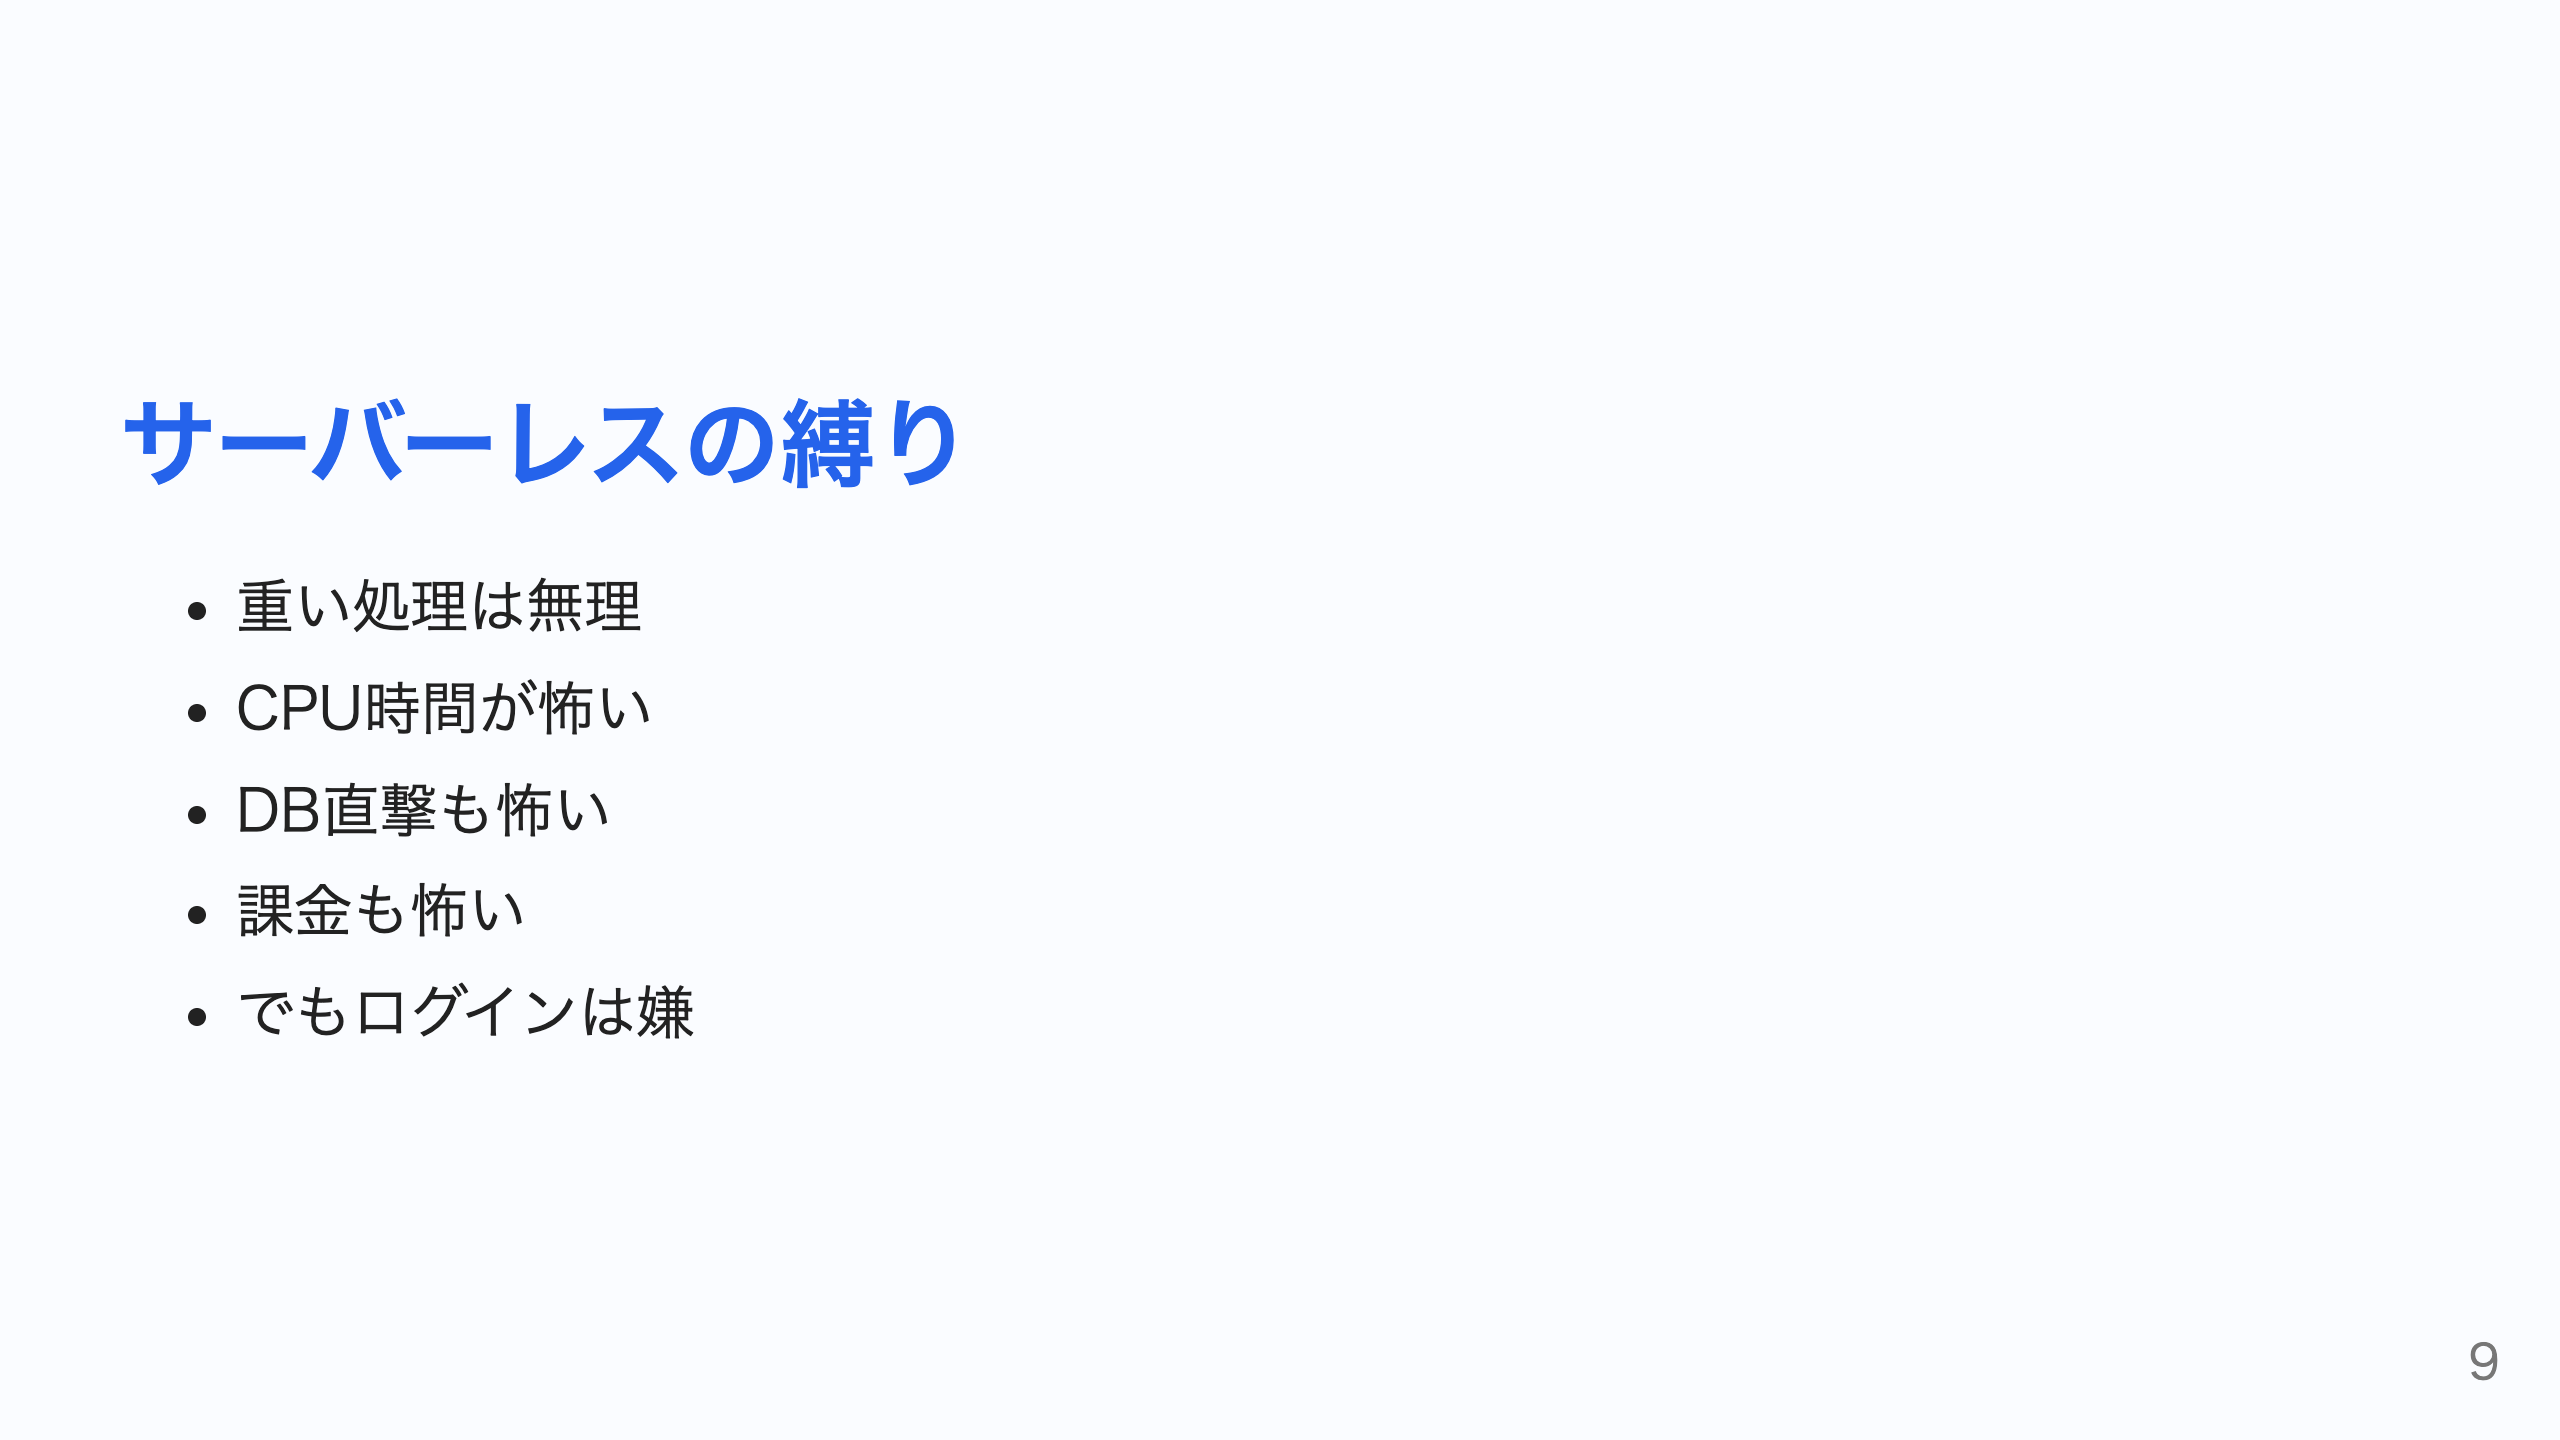 サーバーレスの縛り
• 重い処理は無理
• CPU時間が怖い
• DB直撃も怖い
• 課金も怖い
• でもログインは嫌
9